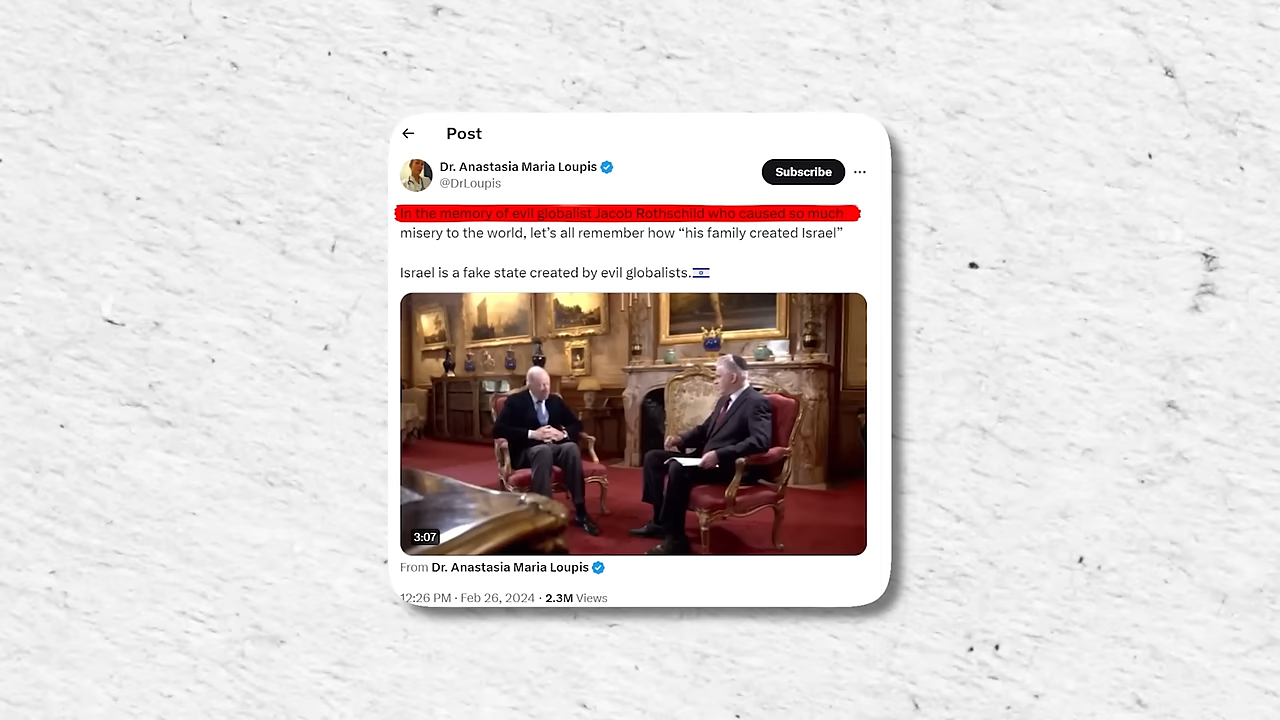 Post
Dr. Anastasia Maria Loupis
@DrLoupis
Subscribe
In the memory of evil globalist Jacob Rothschild who caused so much
misery to the world, let’s all remember how “his family created Israel”
Israel is a fake state created by evil globalists.
3:07
From Dr. Anastasia Maria Loupis
12:26 PM · Feb 26, 2024 · 2.3M Views